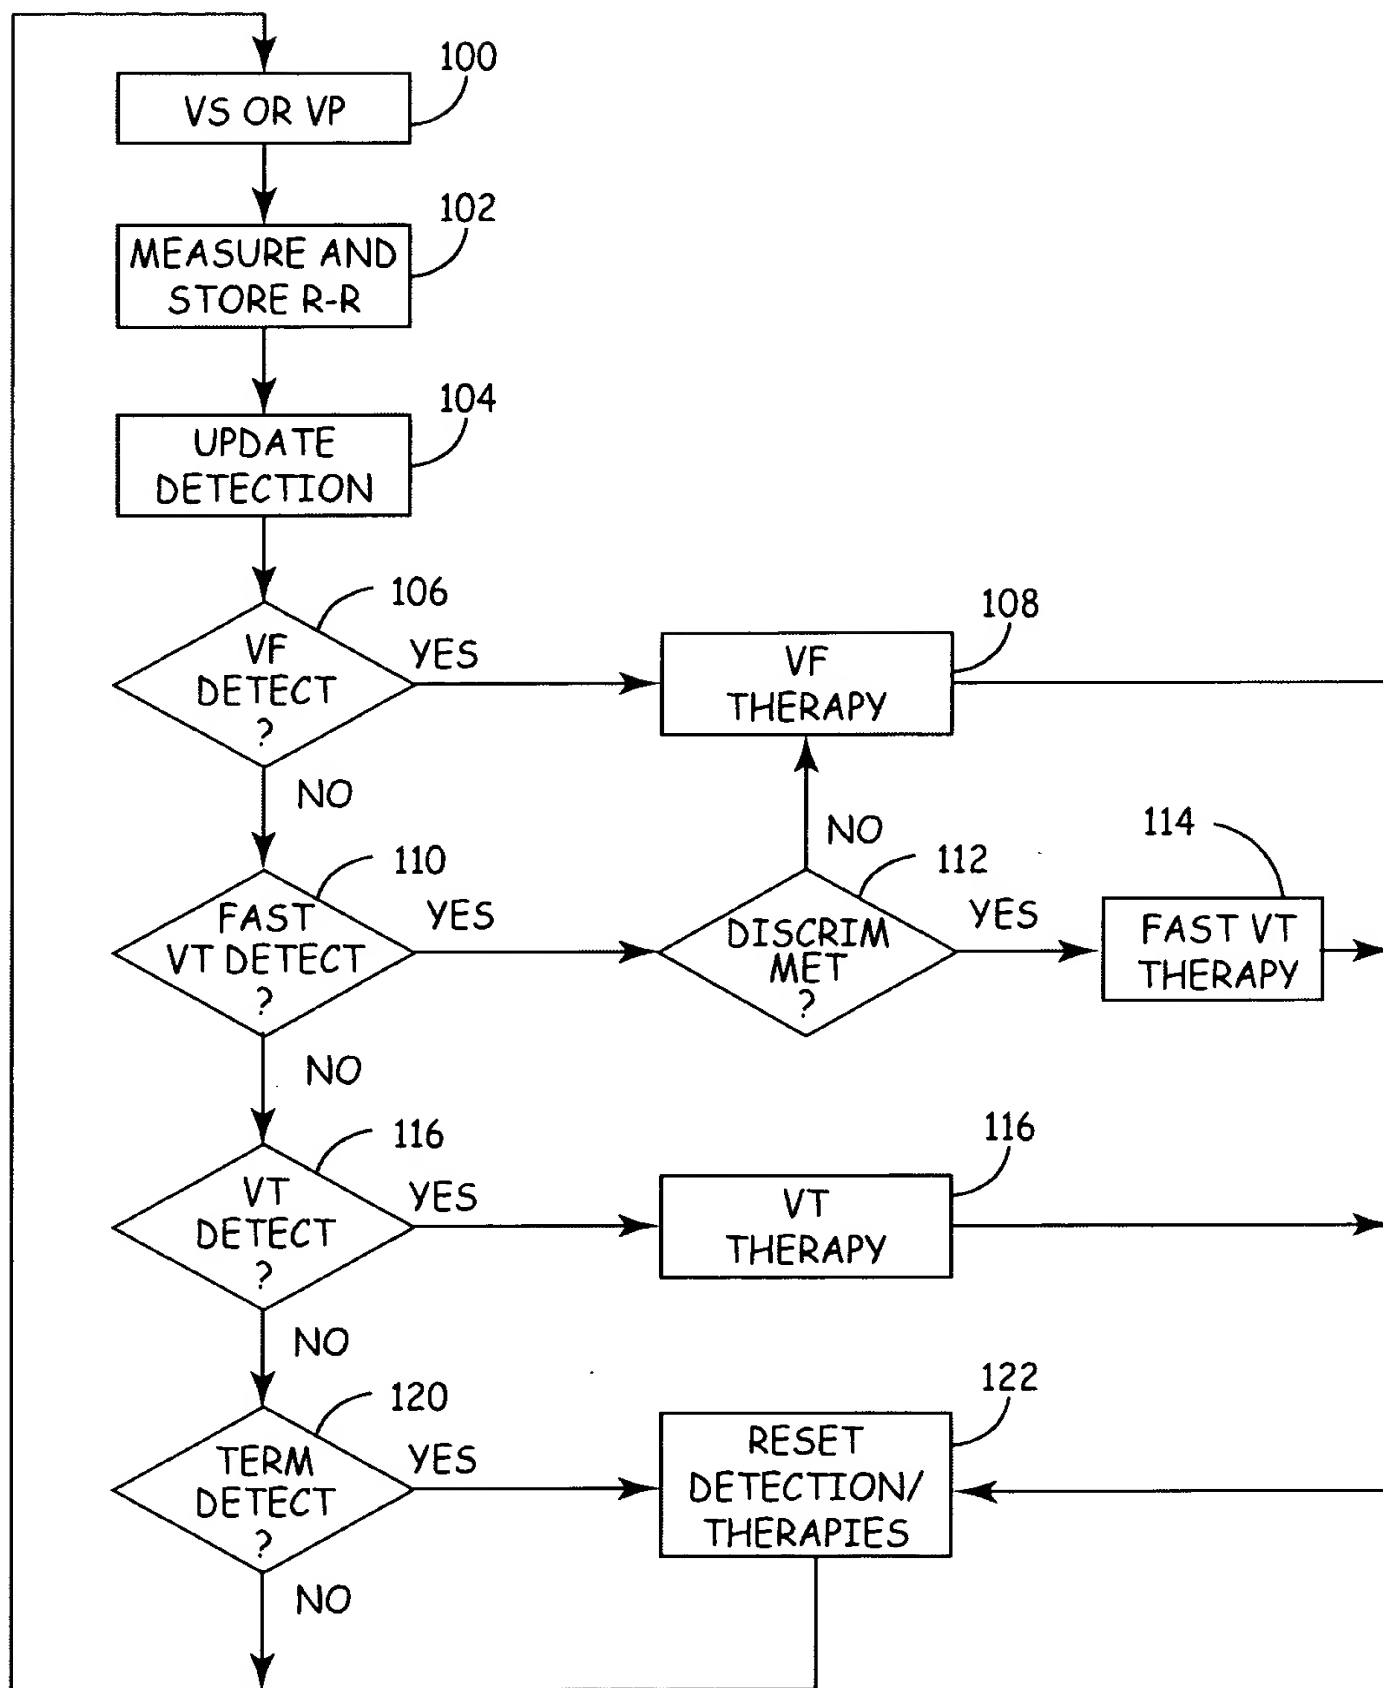 100
VS OR VP
102
MEASURE AND
STORE R-R
104
UPDATE
DETECTION
106
VF
DETECT
?
YES
108
VF
THERAPY
NO
110
FAST
VT DETECT
?
YES
NO
112
DISCRIM
MET
?
YES
114
FAST VT
THERAPY
NO
116
VT
DETECT
?
YES
116
VT
THERAPY
NO
120
TERM
DETECT
?
YES
122
RESET
DETECTION/
THERAPIES
NO